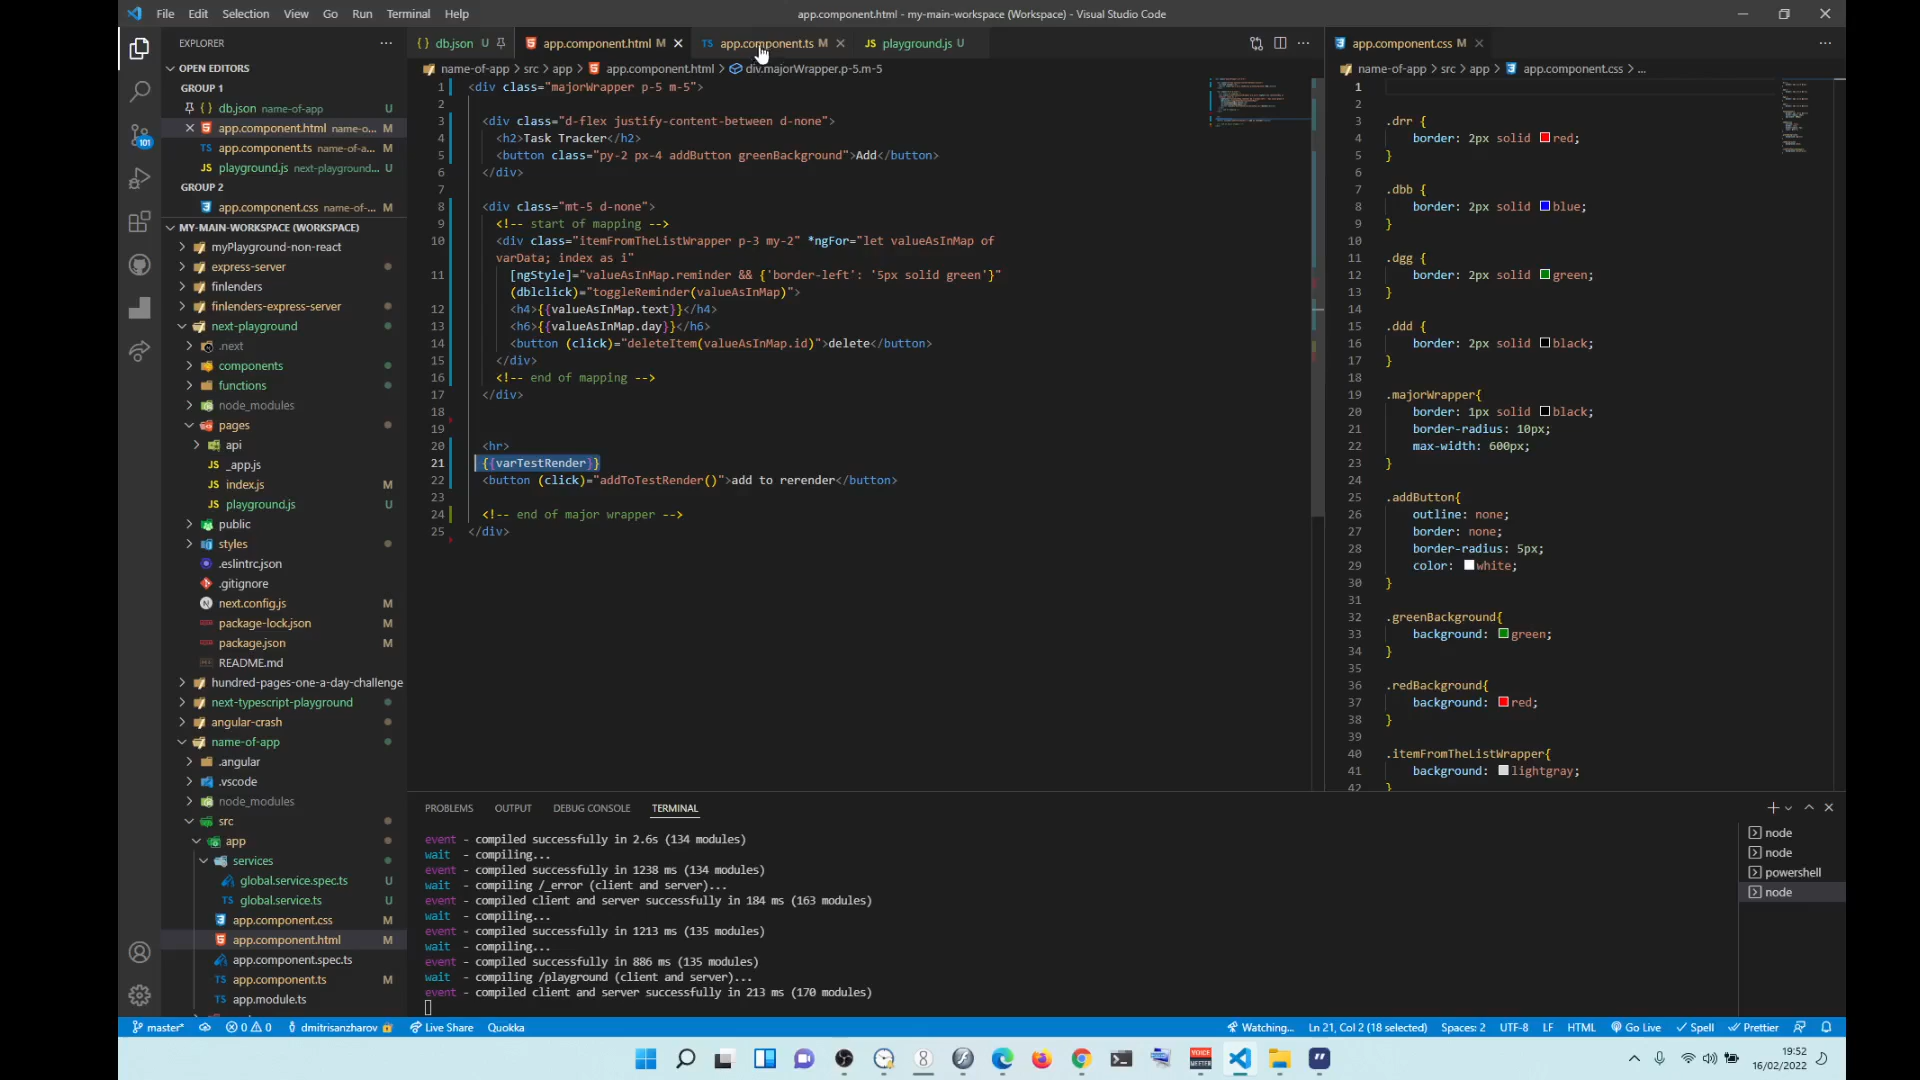 File Edit Selection View Go Run Terminal Help
app.component.html - my-main-workspace (Workspace) - Visual Studio Code
EXPLORER
OPEN EDITORS
GROUP 1
db.json name-of-app U
app.component.html name-o... M
app.component.ts name-of-a... M
playground.js next-playground... U
GROUP 2
app.component.css name-of-... M
MY-MAIN-WORKSPACE (WORKSPACE)
myPlayground-non-react
express-server
finlenders
finlenders-express-server
next-playground
.next
components
functions
node_modules
pages
api
_app.js
index.js M
playground.js U
public
styles
.eslintrc.json
.gitignore
next.config.js M
package-lock.json M
package.json M
README.md
hundred-pages-one-a-day-challenge
next-typescript-playground
angular-crash
name-of-app
.angular
.vscode
node_modules
src
app
services
global.service.spec.ts U
global.service.ts U
app.component.css M
app.component.html M
app.component.spec.ts
app.component.ts M
app.module.ts
101
db.json U
app.component.html M
app.component.ts M
playground.js U
name-of-app > src > app > app.component.html > div.majorWrapper.p-5.m-5
1 <div class="majorWrapper p-5 m-5">
2
3 <div class="d-flex justify-content-between d-none">
4 <h2>Task Tracker</h2>
5 <button class="py-2 px-4 addButton greenBackground">Add</button>
6 </div>
7
8 <div class="mt-5 d-none">
9 <!-- start of mapping -->
10 <div class="itemFromTheListWrapper p-3 my-2" *ngFor="let valueAsInMap of
varData; index as i"
11 [ngStyle]="valueAsInMap.reminder && {'border-left': '5px solid green'}"
(dblclick)="toggleReminder(valueAsInMap)">
12 <h4>{{valueAsInMap.text}}</h4>
13 <h6>{{valueAsInMap.day}}</h6>
14 <button (click)="deleteItem(valueAsInMap.id)">delete</button>
15 </div>
16 <!-- end of mapping -->
17 </div>
18
19
20 <hr>
21 {{varTestRender}}
22 <button (click)="addToTestRender()">add to rerender</button>
23
24 <!-- end of major wrapper -->
25 </div>
app.component.css M
name-of-app > src > app > app.component.css > ...
1
2
3 .drr {
4 border: 2px solid red;
5 }
6
7 .dbb {
8 border: 2px solid blue;
9 }
10
11 .dgg {
12 border: 2px solid green;
13 }
14
15 .ddd {
16 border: 2px solid black;
17 }
18
19 .majorWrapper{
20 border: 1px solid black;
21 border-radius: 10px;
22 max-width: 600px;
23 }
24
25 .addButton{
26 outline: none;
27 border: none;
28 border-radius: 5px;
29 color: white;
30 }
31
32 .greenBackground{
33 background: green;
34 }
35
36 .redBackground{
37 background: red;
38 }
39
40 .itemFromTheListWrapper{
41 background: lightgray;
42 }
PROBLEMS OUTPUT DEBUG CONSOLE TERMINAL
event - compiled successfully in 2.6s (134 modules)
wait - compiling...
event - compiled successfully in 1238 ms (134 modules)
wait - compiling /_error (client and server)...
event - compiled client and server successfully in 184 ms (163 modules)
wait - compiling...
event - compiled successfully in 1213 ms (135 modules)
wait - compiling...
event - compiled successfully in 886 ms (135 modules)
wait - compiling /playground (client and server)...
event - compiled client and server successfully in 213 ms (170 modules)
node
node
powershell
node
master* 0 0 dmitrisanzharov Live Share Quokka
Watching... Ln 21, Col 2 (18 selected) Spaces: 2 UTF-8 LF HTML Go Live Spell Prettier
19:52
16/02/2022